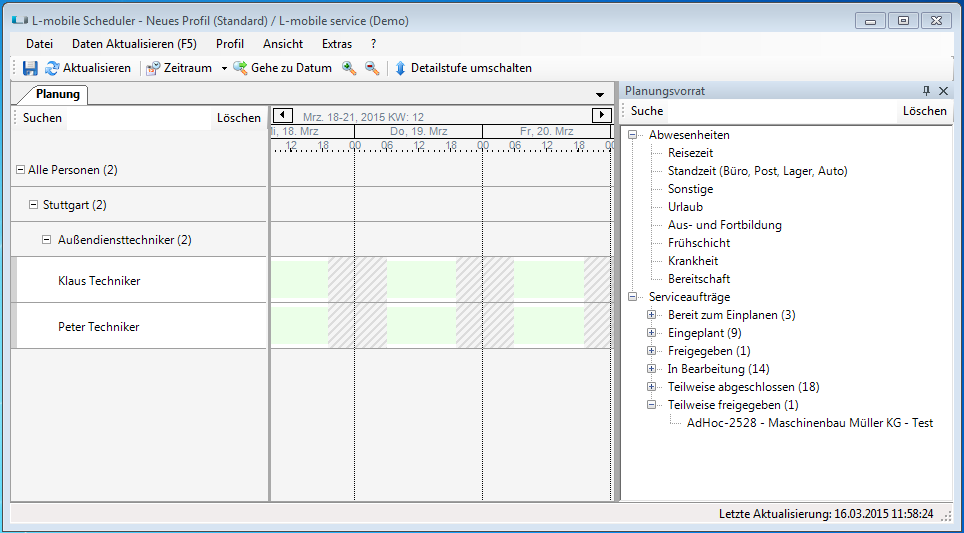 L-mobile Scheduler - Neues Profil (Standard) / L-mobile service (Demo)
Datei Daten Aktualisieren (F5) Profil Ansicht Extras ?
Aktualisieren Zeitraum Gehe zu Datum Detailstufe umschalten
Planung
Suchen Löschen
Mrz. 18-21, 2015 KW: 12
18. Mrz Do, 19. Mrz Fr, 20. Mrz
12 18 00 06 12 18 00 06 12 18
Alle Personen (2)
Stuttgart (2)
Außendiensttechniker (2)
Klaus Techniker
Peter Techniker
Planungsvorrat
Suche Löschen
Abwesenheiten
Reisezeit
Standzeit (Büro, Post, Lager, Auto)
Sonstige
Urlaub
Aus- und Fortbildung
Frühschicht
Krankheit
Bereitschaft
Serviceaufträge
Bereit zum Einplanen (3)
Eingeplant (9)
Freigegeben (1)
In Bearbeitung (14)
Teilweise abgeschlossen (18)
Teilweise freigegeben (1)
AdHoc-2528 - Maschinenbau Müller KG - Test
Letzte Aktualisierung: 16.03.2015 11:58:24